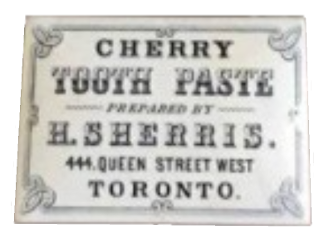 CHERRY
TOOTH PASTE
PREPARED BY
H. SHERRIS.
444. QUEEN STREET WEST
TORONTO.